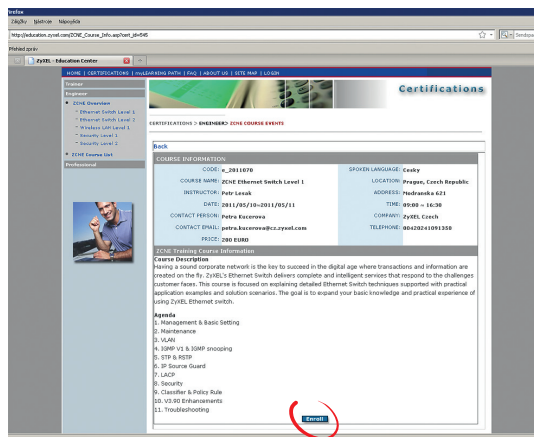 Firefox
Záložky Nástroje Nápověda
http://education.zyxel.com/ZCNE_Course_Info.asp?cert_id=545
Přehled zpráv
ZyXEL - Education Center
HOME | CERTIFICATIONS | myLEARNING PATH | FAQ | ABOUT US | SITE MAP | LOGIN
Trainer
Engineer
ZCNE Overview
Ethernet Switch Level 1
Ethernet Switch Level 2
Wireless LAN Level 1
Security Level 1
Security Level 2
ZCNE Course List
Professional
Certifications
CERTIFICATIONS > ENGINEER> ZCNE COURSE EVENTS
Back
COURSE INFORMATION
CODE: e_2011070 SPOKEN LANGUAGE: Cesky
COURSE NAME: ZCNE Ethernet Switch Level 1 LOCATION: Prague, Czech Republic
INSTRUCTOR: Petr Lesak ADDRESS: Modranska 621
DATE: 2011/05/10~2011/05/11 TIME: 09:00 ~ 16:30
CONTACT PERSON: Petra Kucerova COMPANY: ZyXEL Czech
CONTACT EMAIL: petra.kucerova@cz.zyxel.com TELEPHONE: 00420241091350
PRICE: 200 EURO
ZCNE Training Course Information
Course Description
Having a sound corporate network is the key to succeed in the digital age where transactions and information are
created on the fly. ZyXEL's Ethernet Switch delivers complete and intelligent services that respond to the challenges
customer faces. This course is focused on explaining detailed Ethernet Switch techniques supported with practical
application examples and solution scenarios. The goal is to expand your basic knowledge and practical experience of
using ZyXEL Ethernet switch.
Agenda
1. Management & Basic Setting
2. Maintenance
3. VLAN
4. IGMP V1 & IGMP snooping
5. STP & RSTP
6. IP Source Guard
7. LACP
8. Security
9. Classifier & Policy Rule
10. V3.90 Enhancements
11. Troubleshooting
Enroll